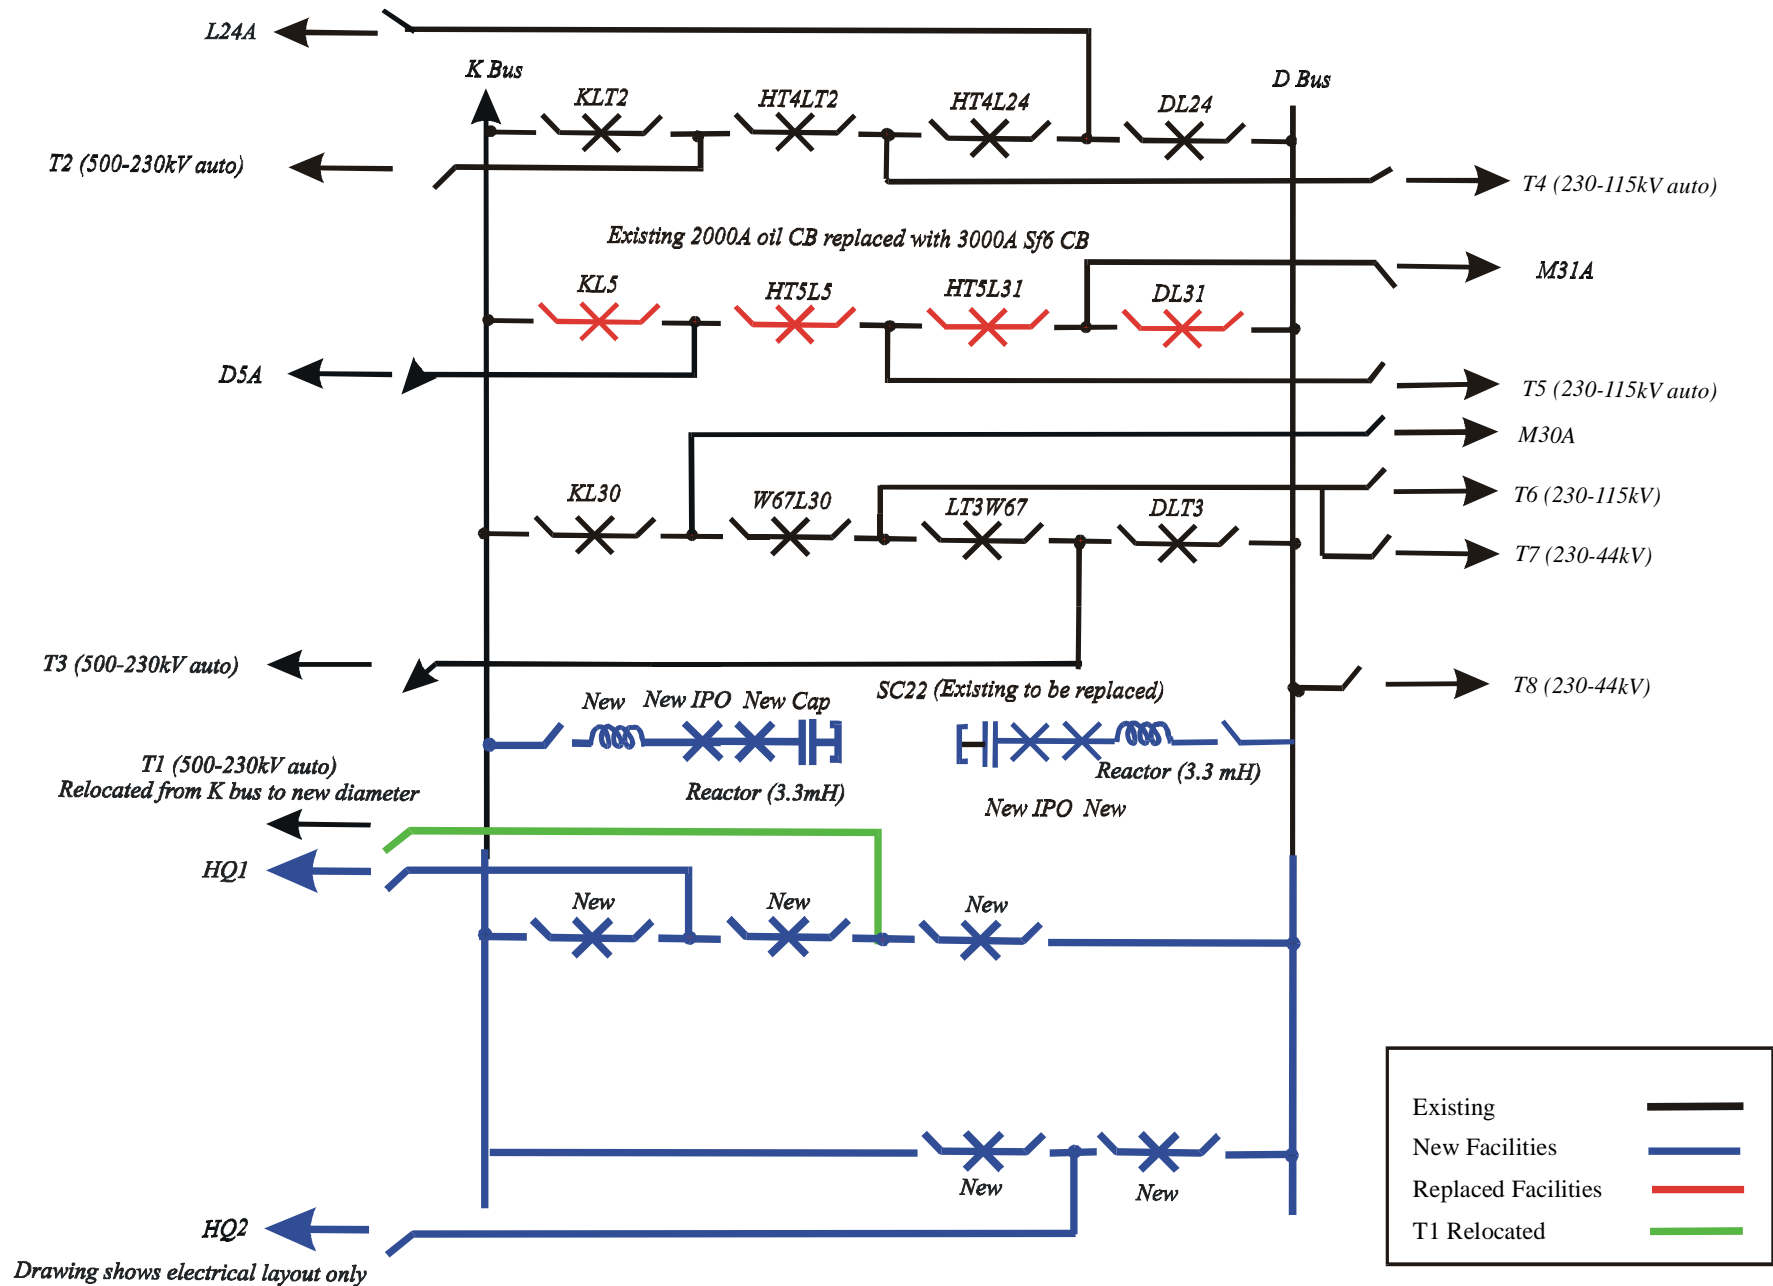 L24A
K Bus
D Bus
KLT2
HT4LT2
HT4L24
DL24
T2 (500-230kV auto)
T4 (230-115kV auto)
Existing 2000A oil CB replaced with 3000A Sf6 CB
M31A
KL5
HT5L5
HT5L31
DL31
D5A
T5 (230-115kV auto)
M30A
KL30
W67L30
LT3W67
DLT3
T6 (230-115kV)
T7 (230-44kV)
T3 (500-230kV auto)
SC22 (Existing to be replaced)
T8 (230-44kV)
New
New IPO
New Cap
T1 (500-230kV auto)
Relocated from K bus to new diameter
Reactor (3.3mH)
Reactor (3.3 mH)
New IPO New
HQ1
New
New
New
New
New
HQ2
Drawing shows electrical layout only
Existing
New Facilities
Replaced Facilities
T1 Relocated